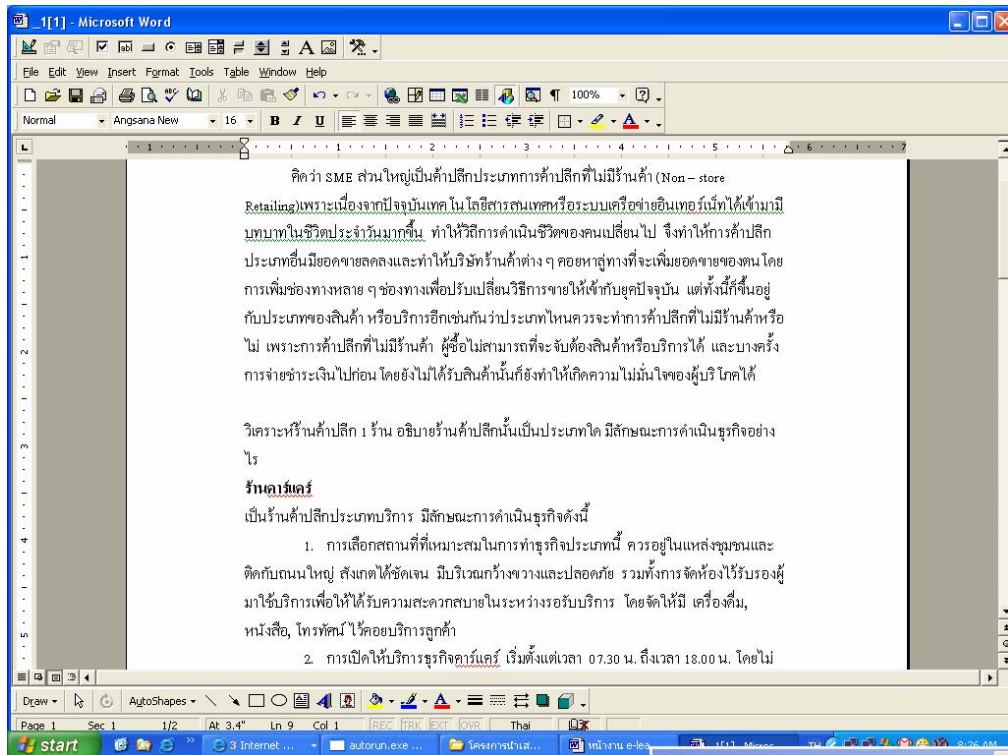 _1[1] - Microsoft Word
File Edit View Insert Format Tools Table Window Help
100%
Normal Angsana New 16 B I U
1 1 2 3 4 5 6 7
คิดว่า SME ส่วนใหญ่เป็นค้าปลีกประเภทการค้าปลีกที่ไม่มีร้านค้า (Non – store
Retailing)เพราะเนื่องจากปัจจุบันเทคโนโลยีสารสนเทศหรือระบบเครือข่ายอินเทอร์เน็ทได้เข้ามามี
บทบาทในชีวิตประจำวันมากขึ้น ทำให้วิถีการดำเนินชีวิตของคนเปลี่ยนไป จึงทำให้การค้าปลีก
ประเภทอื่นมียอดขายลดลงและทำให้บริษัทร้านค้าต่าง ๆ คอยหาลู่ทางที่จะเพิ่มยอดขายของตนโดย
การเพิ่มช่องทางหลาย ๆ ช่องทางเพื่อปรับเปลี่ยนวิธีการขายให้เข้ากับยุคปัจจุบัน แต่ทั้งนี้ก็ขึ้นอยู่
กับประเภทของสินค้า หรือบริการอีกเช่นกันว่าประเภทไหนควรจะทำการค้าปลีกที่ไม่มีร้านค้าหรือ
ไม่ เพราะการค้าปลีกที่ไม่มีร้านค้า ผู้ซื้อไม่สามารถที่จะจับต้องสินค้าหรือบริการได้ และบางครั้ง
การจ่ายชำระเงินไปก่อนโดยยังไม่ได้รับสินค้านั้นก็ยังทำให้เกิดความไม่มั่นใจของผู้บริโภคได้
วิเคราะห์ร้านค้าปลีก 1 ร้าน อธิบายร้านค้าปลีกนั้นเป็นประเภทใด มีลักษณะการดำเนินธุรกิจอย่าง
ไร
ร้านคาร์แคร์
เป็นร้านค้าปลีกประเภทบริการ มีลักษณะการดำเนินธุรกิจดังนี้
1. การเลือกสถานที่ที่เหมาะสมในการทำธุรกิจประเภทนี้ ควรอยู่ในแหล่งชุมชนและ
ติดกับถนนใหญ่ สังเกตได้ชัดเจน มีบริเวณกว้างขวางและปลอดภัย รวมทั้งการจัดห้องไว้รับรองผู้
มาใช้บริการเพื่อให้ได้รับความสะดวกสบายในระหว่างรอรับบริการ โดยจัดให้มี เครื่องดื่ม,
หนังสือ, โทรทัศน์ ไว้คอยบริการลูกค้า
2. การเปิดให้บริการธุรกิจคาร์แคร์ เริ่มตั้งแต่เวลา 07.30 น. ถึงเวลา 18.00 น. โดยไม่
Draw AutoShapes
Page 1 Sec 1 1/2 At 3.4" Ln 9 Col 1 REC TRK EXT OVR Thai
start 3 Internet ... autorun.exe ... โครงการนำเส... หน้างาน e-lea... _1[1] - Micros... TH 8:26 AM